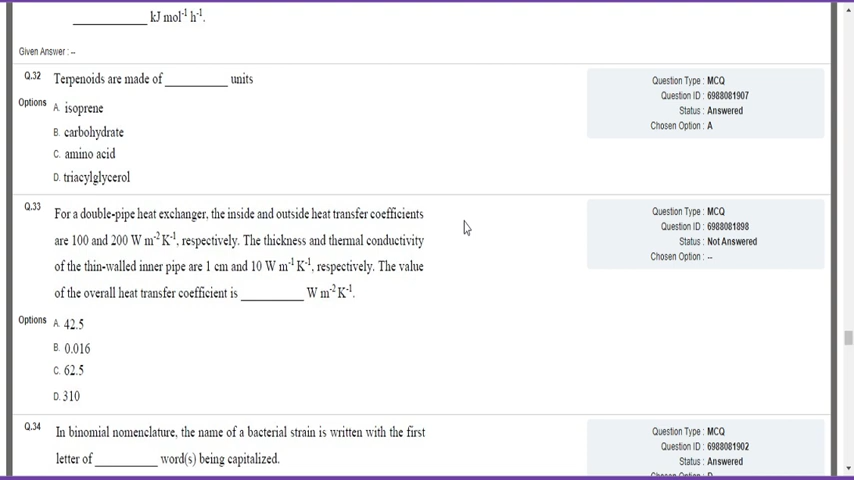 __________ kJ mol-1 h-1.
Given Answer : --
Q.32 Terpenoids are made of __________ units
Question Type : MCQ
Question ID : 6988081907
Status : Answered
Chosen Option : A
Options A. isoprene
B. carbohydrate
C. amino acid
D. triacylglycerol
Q.33 For a double-pipe heat exchanger, the inside and outside heat transfer coefficients
are 100 and 200 W m-2 K-1, respectively. The thickness and thermal conductivity
of the thin-walled inner pipe are 1 cm and 10 W m-1 K-1, respectively. The value
of the overall heat transfer coefficient is __________ W m-2 K-1.
Question Type : MCQ
Question ID : 6988081898
Status : Not Answered
Chosen Option : --
Options A. 42.5
B. 0.016
C. 62.5
D. 310
Q.34 In binomial nomenclature, the name of a bacterial strain is written with the first
letter of __________ word(s) being capitalized.
Question Type : MCQ
Question ID : 6988081902
Status : Answered
Chosen Option : D